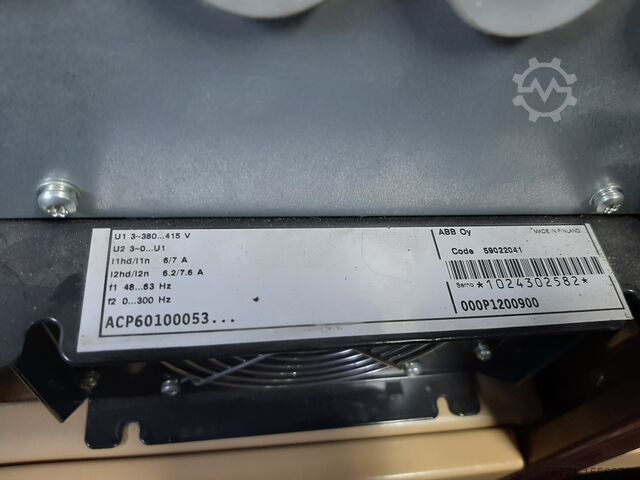 U1 3~380...415 V
U2 3~0...U1
I1hd/I1n 6/7 A
I2hd/I2n 6.2/7.6 A
f1 48...63 Hz
f2 0...300 Hz
ACP60100053...
ABB Oy MADE IN FINLAND
Code 59022041
Serno *1024302582*
000P1200900